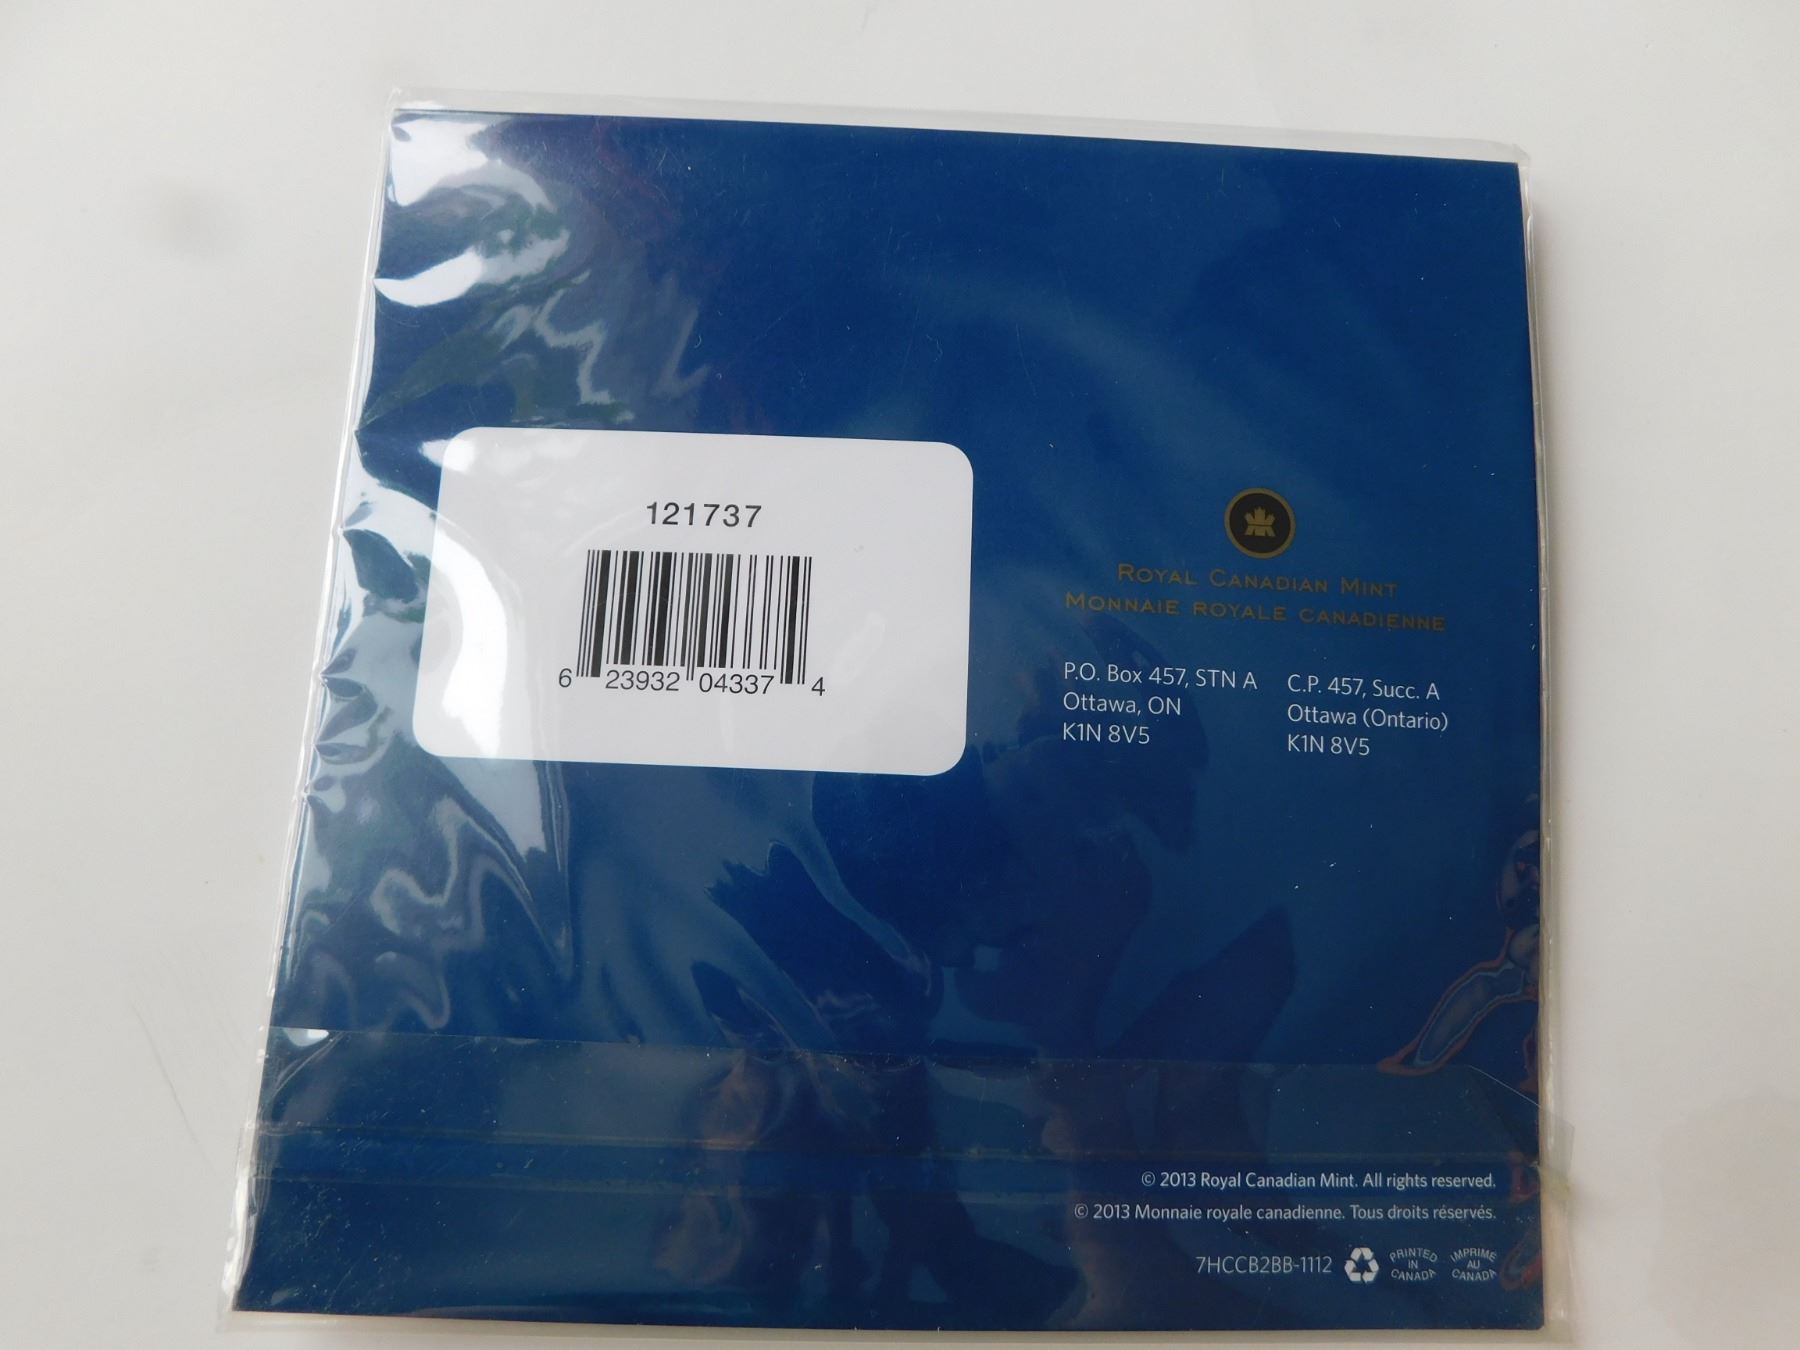 121737
6 23932 04337 4
ROYAL CANADIAN MINT
MONNAIE ROYALE CANADIENNE
P.O. Box 457, STN A
Ottawa, ON
K1N 8V5
C.P. 457, Succ. A
Ottawa (Ontario)
K1N 8V5
© 2013 Royal Canadian Mint. All rights reserved.
© 2013 Monnaie royale canadienne. Tous droits réservés.
7HCCB2BB-1112
PRINTED
IN
CANADA
IMPRIMÉ
AU
CANADA